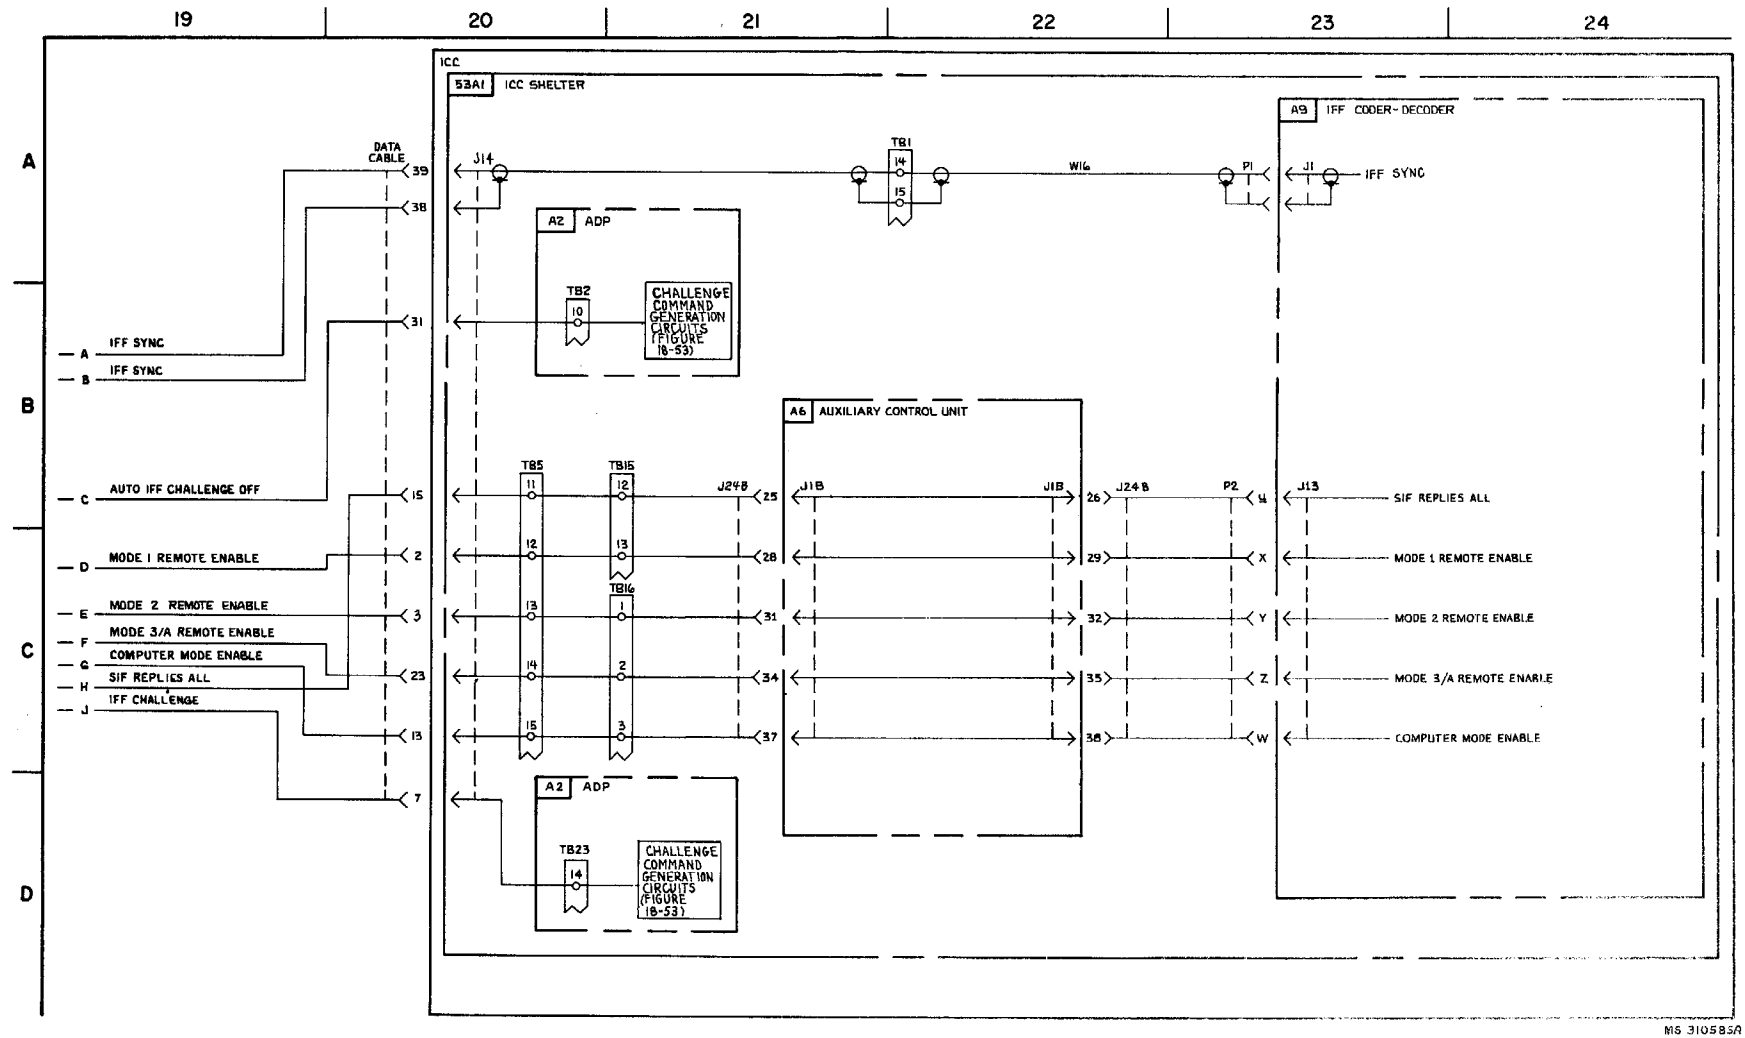 19 20 21 22 23 24
ICC
53A1 ICC SHELTER
A9 IFF CODER-DECODER
A
DATA
CABLE
39 J14
TB1
14
W16
P1 J1 IFF SYNC
38
15
A2 ADP
TB2
10
CHALLENGE
COMMAND
GENERATION
CIRCUITS
(FIGURE
18-53)
31
A IFF SYNC
B IFF SYNC
B
A6 AUXILIARY CONTROL UNIT
C AUTO IFF CHALLENGE OFF
TB5 TB15
15 11 12 J24B 25 J1B J1B 26 J24B P2 J13 SIF REPLIES ALL
D MODE 1 REMOTE ENABLE
2 12 13 28 29 X MODE 1 REMOTE ENABLE
TB16
E MODE 2 REMOTE ENABLE
3 13 1 31 32 Y MODE 2 REMOTE ENABLE
F MODE 3/A REMOTE ENABLE
C
G COMPUTER MODE ENABLE
23 14 2 34 35 Z MODE 3/A REMOTE ENABLE
H SIF REPLIES ALL
J IFF CHALLENGE
13 15 3 37 38 W COMPUTER MODE ENABLE
7
A2 ADP
TB23
14
CHALLENGE
COMMAND
GENERATION
CIRCUITS
(FIGURE
18-53)
D
MS 310585A